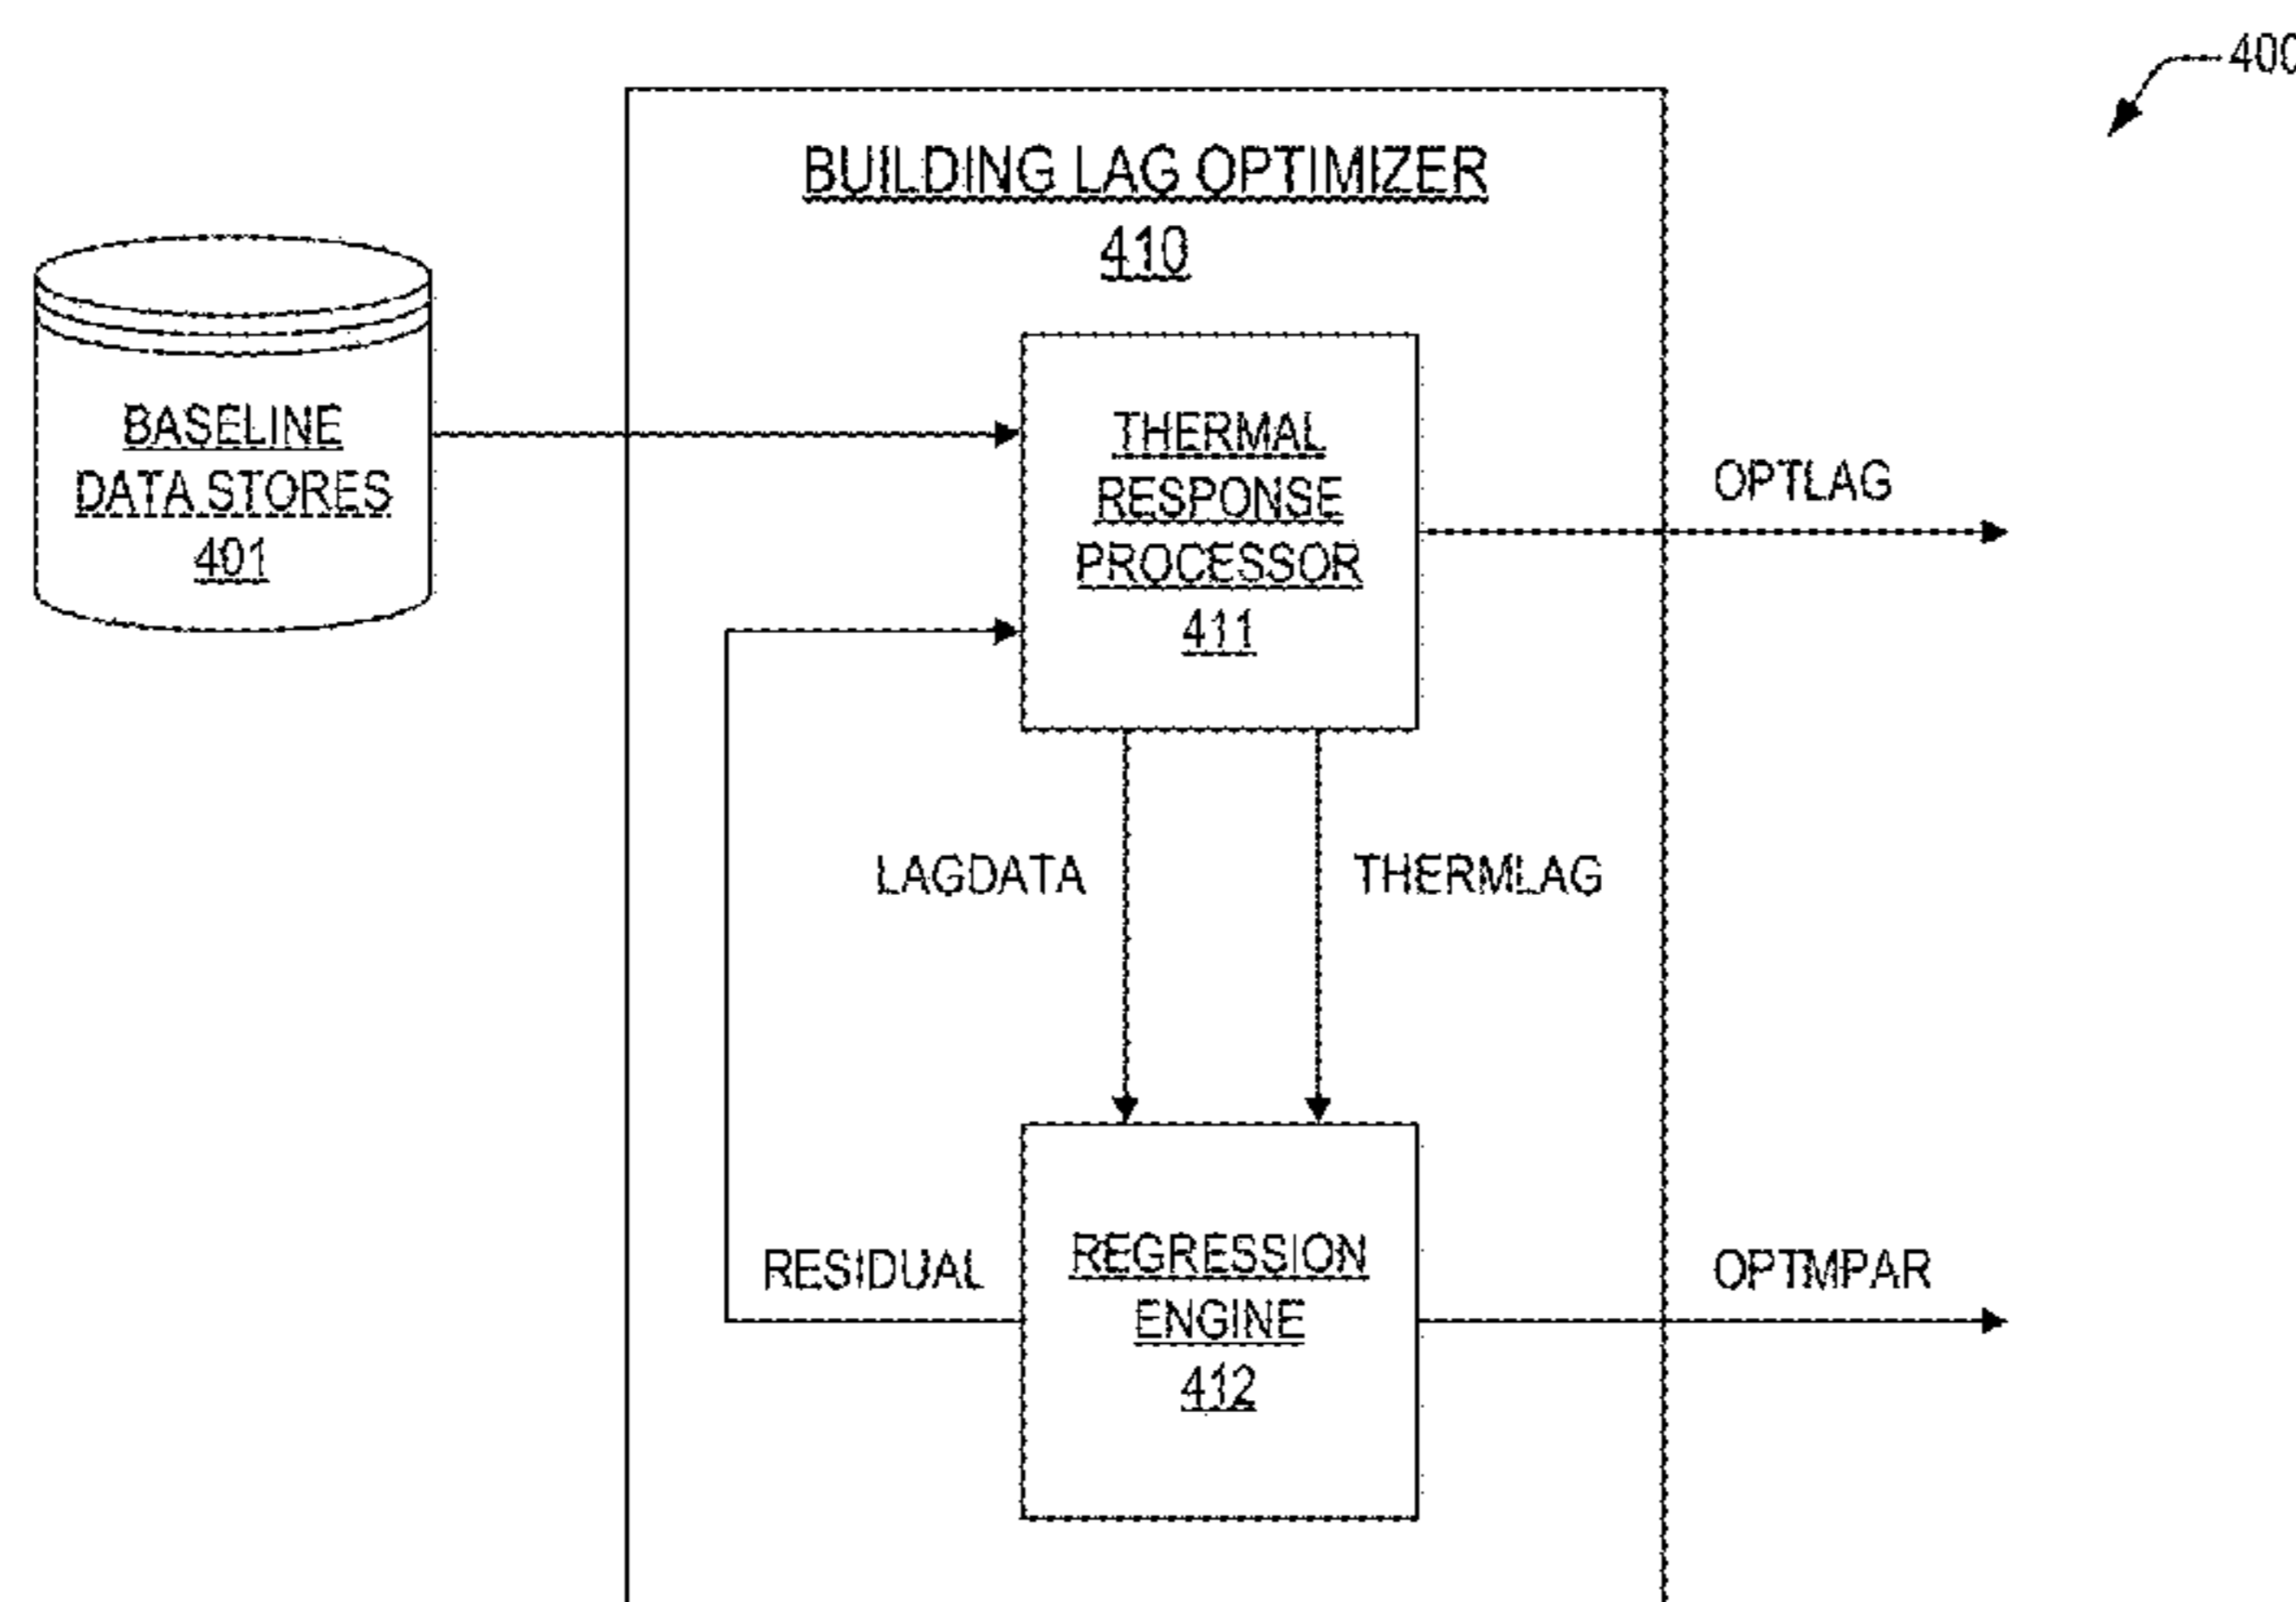 400
BUILDING LAG OPTIMIZER
410
BASELINE
DATA STORES
401
THERMAL
RESPONSE
PROCESSOR
411
OPTLAG
LAGDATA
THERMLAG
RESIDUAL
REGRESSION
ENGINE
412
OPTMPAR